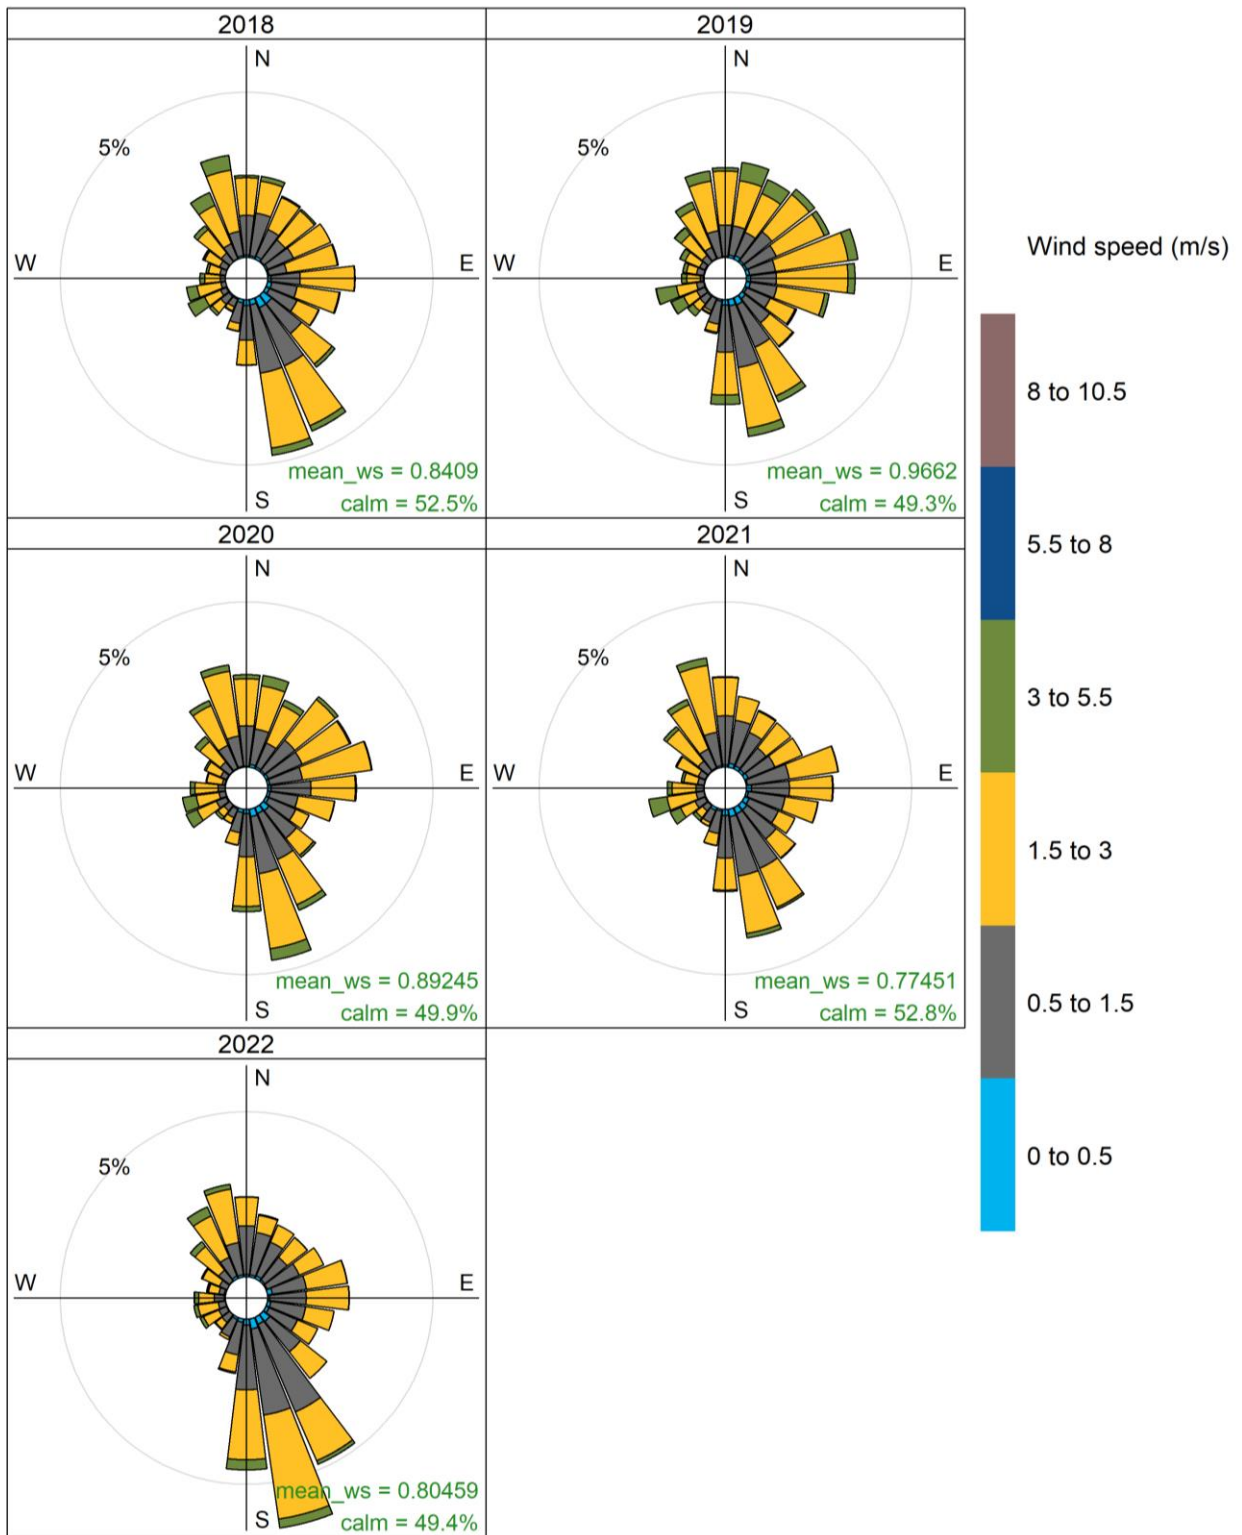 2018
N
5%
W
E
mean_ws = 0.8409
S
calm = 52.5%
2019
N
5%
W
E
mean_ws = 0.9662
S
calm = 49.3%
2020
N
5%
W
E
mean_ws = 0.89245
S
calm = 49.9%
2021
N
5%
W
E
mean_ws = 0.77451
S
calm = 52.8%
2022
N
5%
W
E
mean_ws = 0.80459
S
calm = 49.4%
Wind speed (m/s)
8 to 10.5
5.5 to 8
3 to 5.5
1.5 to 3
0.5 to 1.5
0 to 0.5